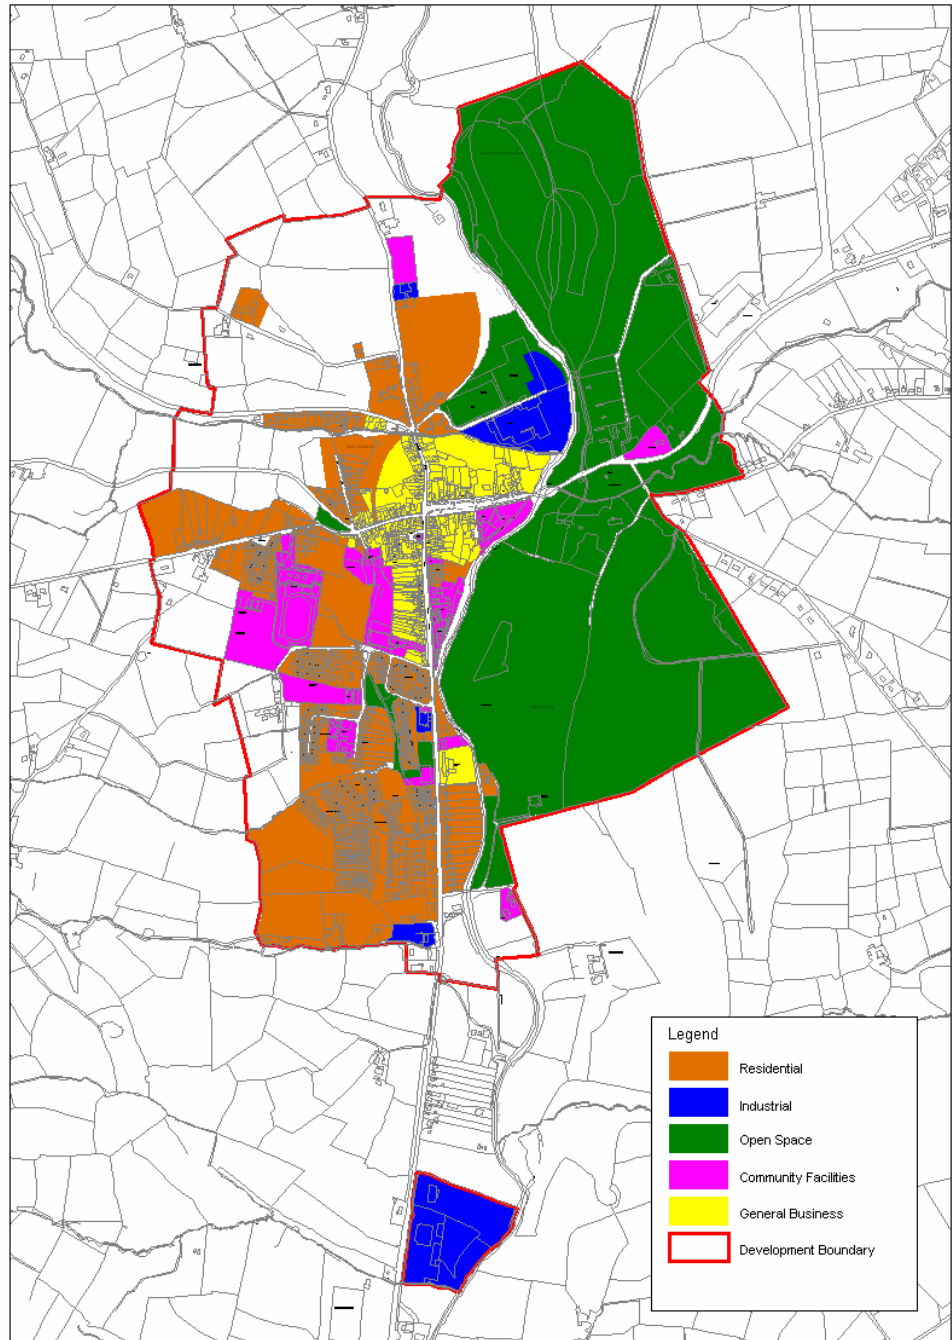 Legend
Residential
Industrial
Open Space
Community Facilities
General Business
Development Boundary